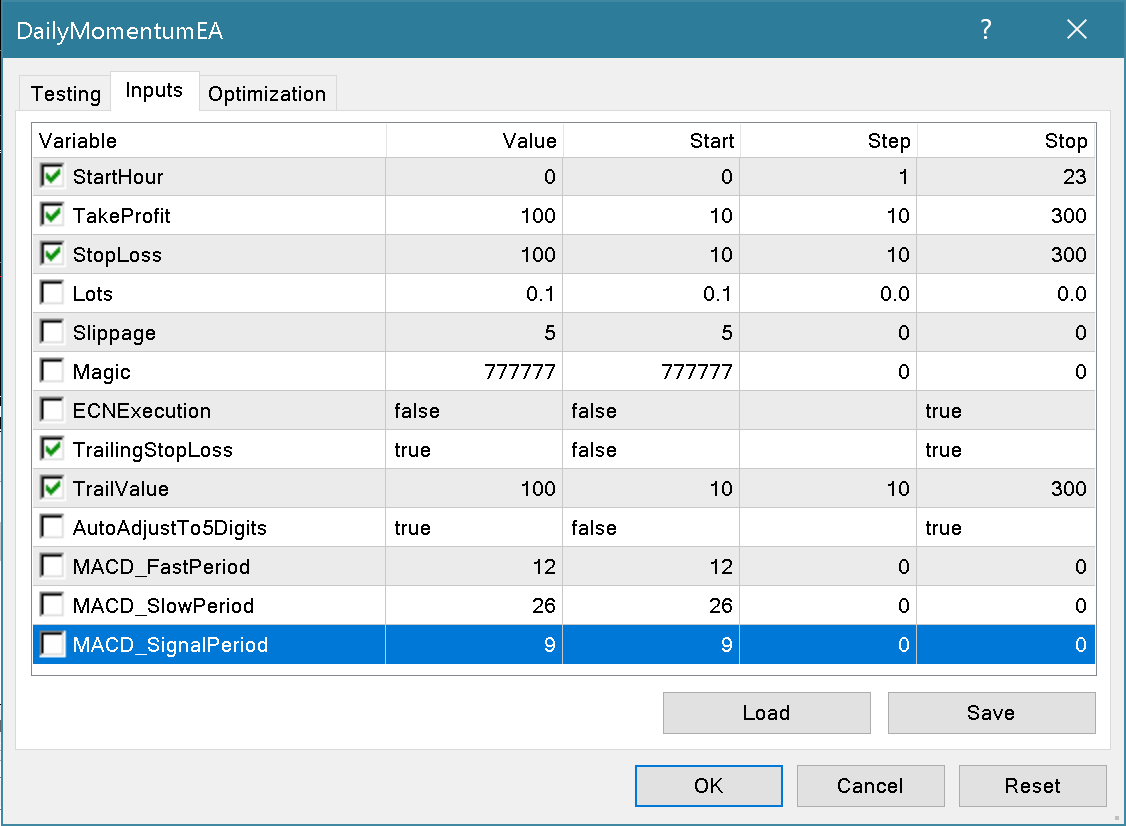 DailyMomentumEA ?
Testing Inputs Optimization
Variable Value Start Step Stop
StartHour 0 0 1 23
TakeProfit 100 10 10 300
StopLoss 100 10 10 300
Lots 0.1 0.1 0.0 0.0
Slippage 5 5 0 0
Magic 777777 777777 0 0
ECNExecution false false true
TrailingStopLoss true false true
TrailValue 100 10 10 300
AutoAdjustTo5Digits true false true
MACD_FastPeriod 12 12 0 0
MACD_SlowPeriod 26 26 0 0
MACD_SignalPeriod 9 9 0 0
Load Save
OK Cancel Reset